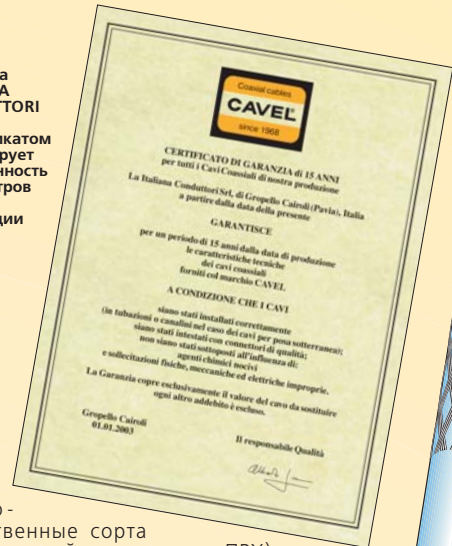 А
ТТОRI
икатом
рует
нность
тров
ции
Coaxial cables
CAVEL
since 1968
CERTIFICATO DI GARANZIA di 15 ANNI
per tutti i Cavi Coassiali di nostra produzione
La Italiana Conduttori Srl, di Gropello Cairoli (Pavia), Italia
a partire dalla data della presente
GARANTISCE
per un periodo di 15 anni dalla data di produzione
le caratteristiche tecniche
dei cavi coassiali
forniti col marchio CAVEL
A CONDIZIONE CHE I CAVI
siano stati installati correttamente
(in tubazioni o canalini nel caso dei cavi per posa sotterranea);
siano stati intestati con connettori di qualità;
non siano stati sottoposti all'influenza di:
agenti chimici nocivi
e sollecitazioni fisiche, meccaniche ed elettriche improprie.
La Garanzia copre esclusivamente il valore del cavo da sostituire
ogni altro addebito è escluso.
Gropello Cairoli
01.01.2003
Il responsabile Qualità
твенные сорта